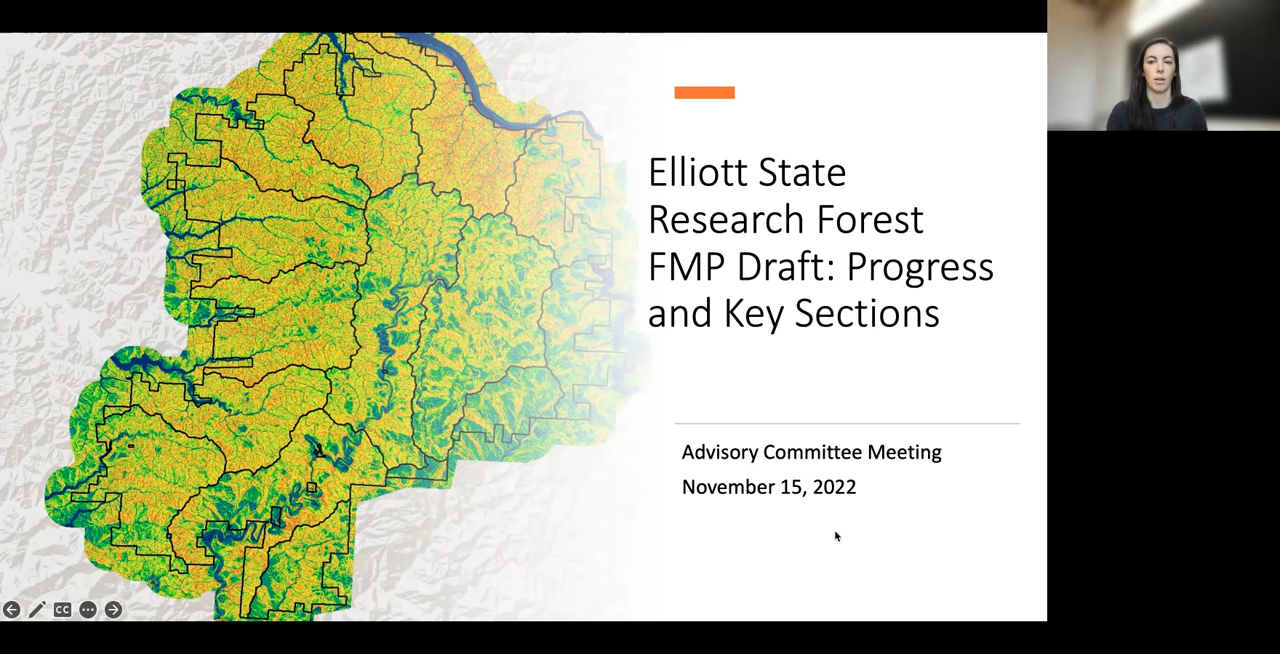 Elliott State
Research Forest
FMP Draft: Progress
and Key Sections
Advisory Committee Meeting
November 15, 2022
CC